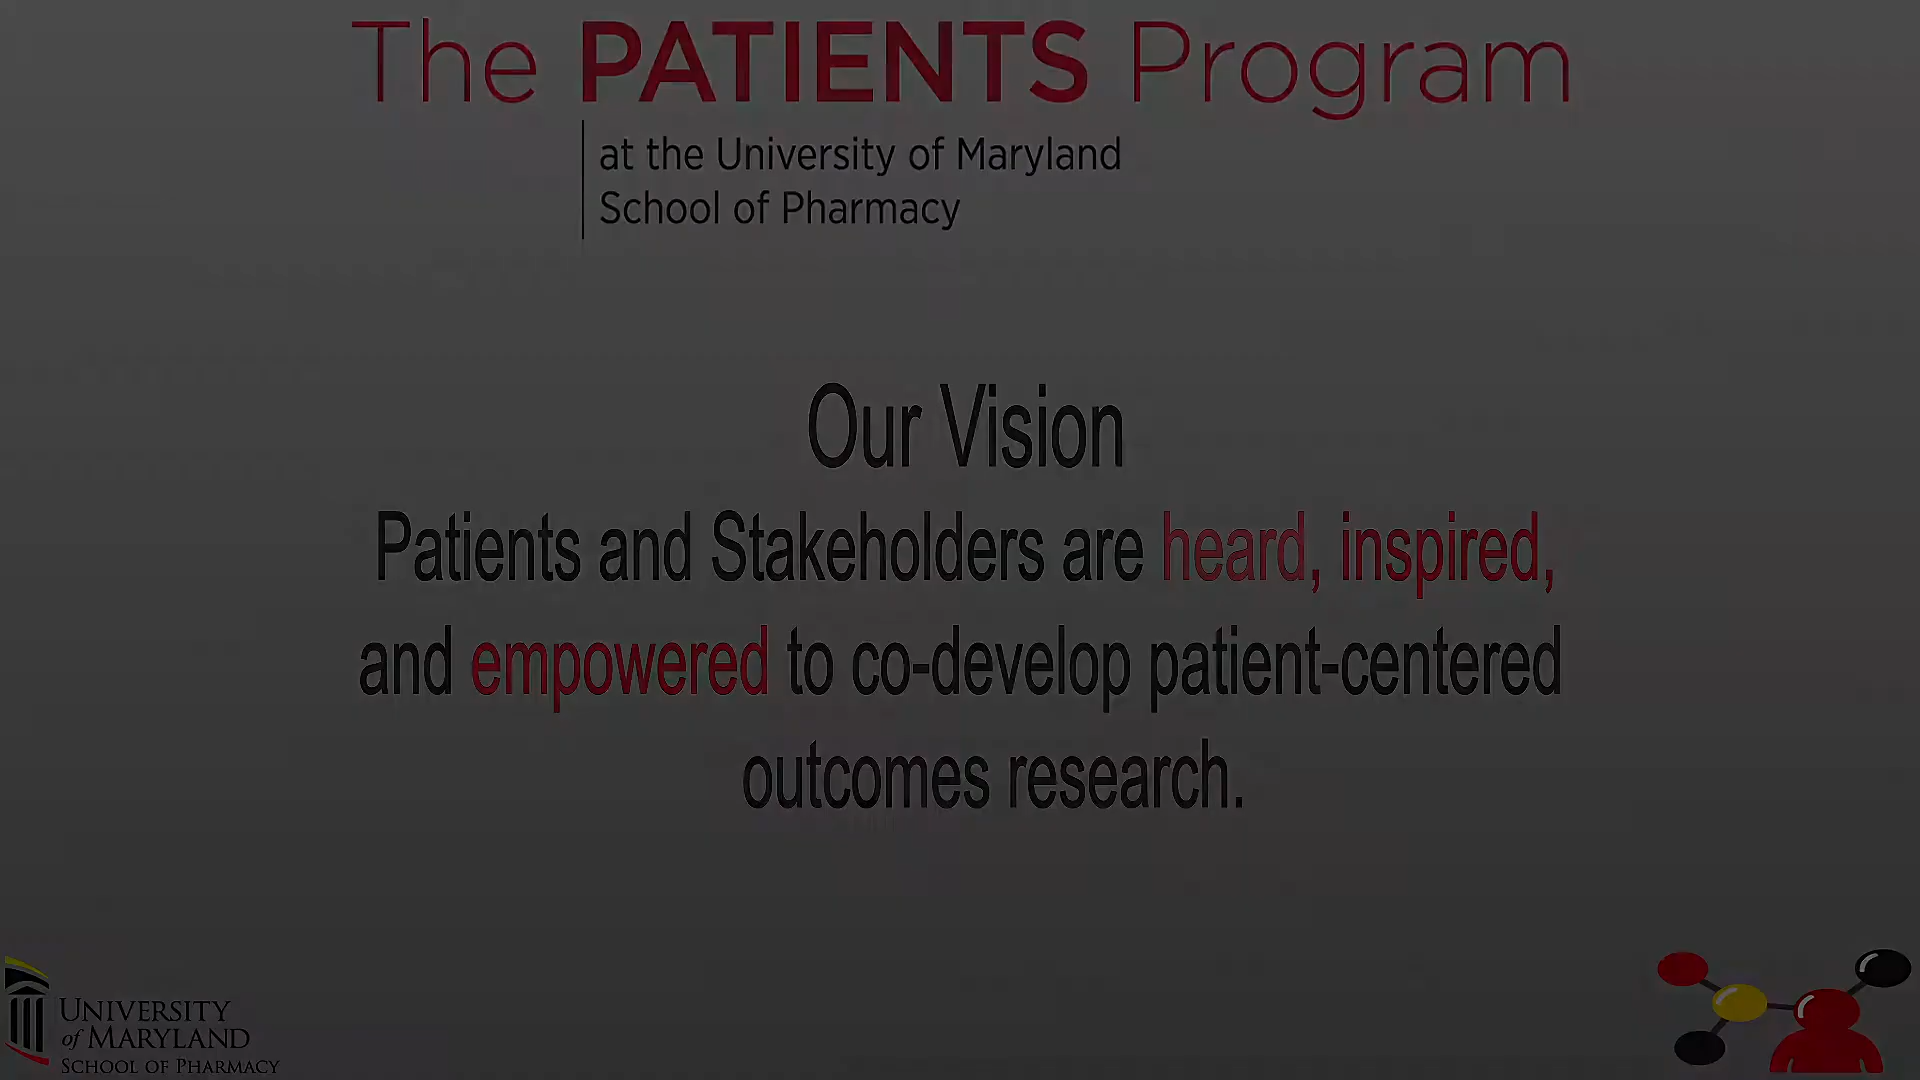 The PATIENTS Program
at the University of Maryland
School of Pharmacy
Our Vision
Patients and Stakeholders are heard, inspired,
and empowered to co-develop patient-centered
outcomes research.
UNIVERSITY
of MARYLAND
SCHOOL OF PHARMACY